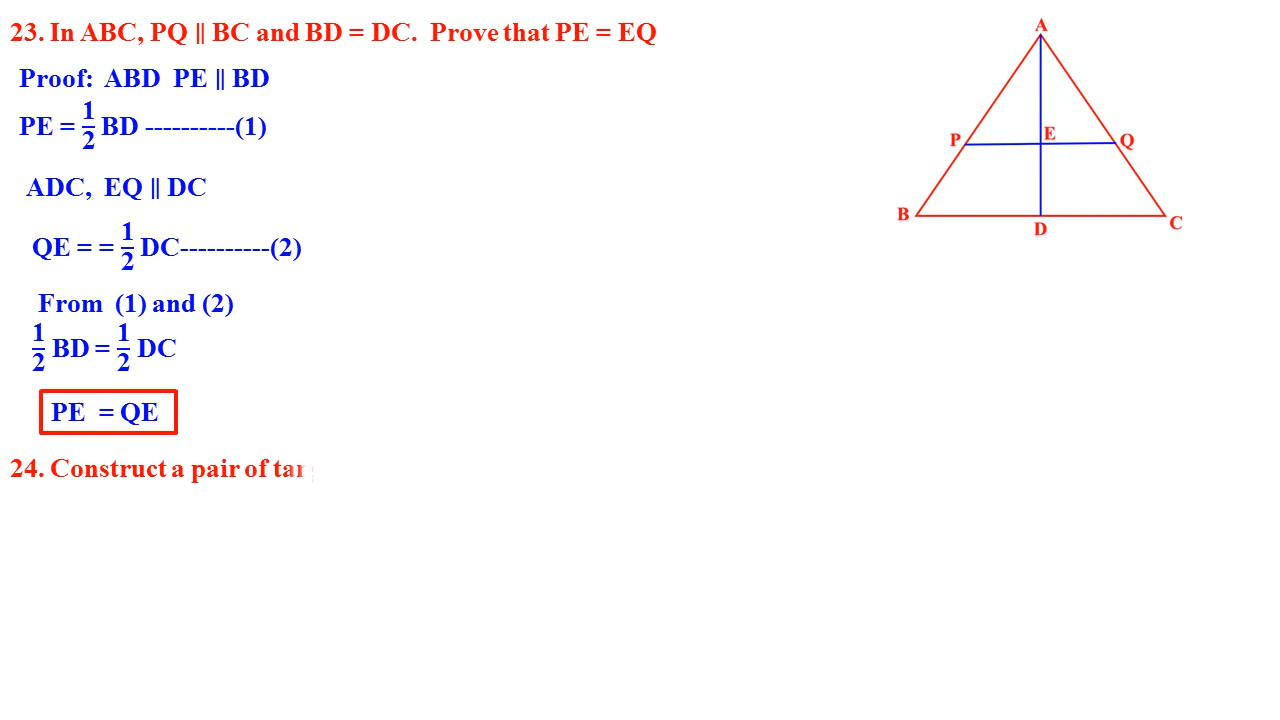 23. In ABC, PQ || BC and BD = DC. Prove that PE = EQ
Proof: ABD PE || BD
PE = 1/2 BD ----------(1)
ADC, EQ || DC
QE = = 1/2 DC----------(2)
From (1) and (2)
1/2 BD = 1/2 DC
PE = QE
24. Construct a pair of
A
P E Q
B D C